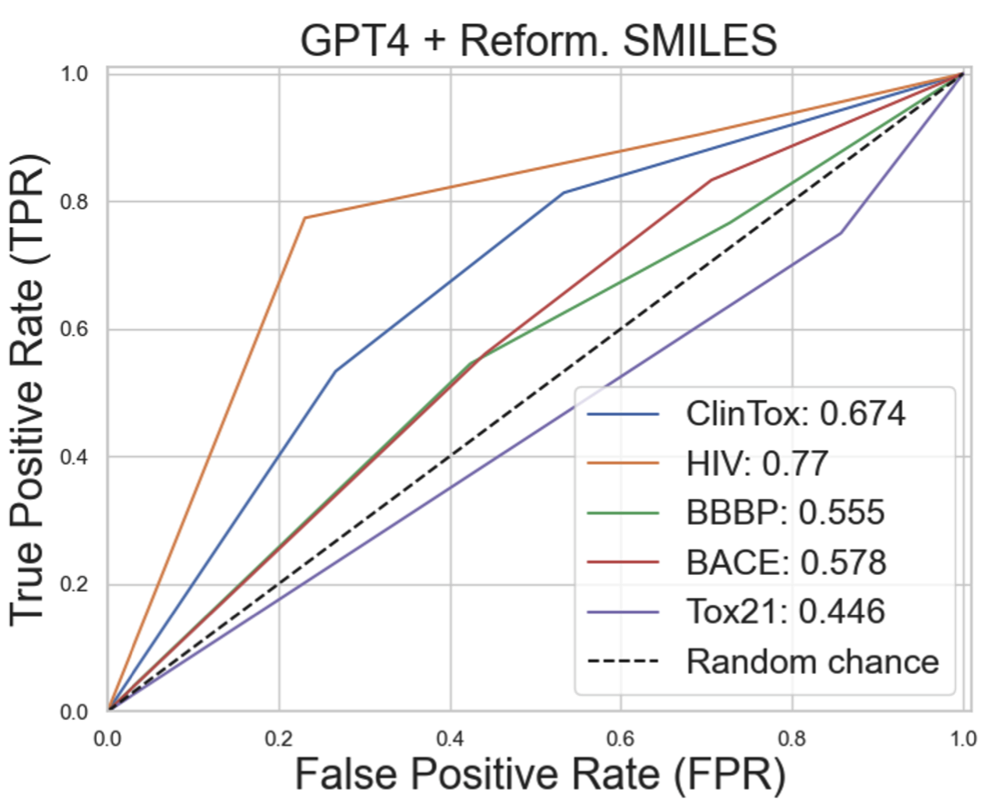 GPT4 + Reform. SMILES
True Positive Rate (TPR)
1.0
0.8
0.6
0.4
0.2
0.0
ClinTox: 0.674
HIV: 0.77
BBBP: 0.555
BACE: 0.578
Tox21: 0.446
Random chance
0.0 0.2 0.4 0.6 0.8 1.0
False Positive Rate (FPR)